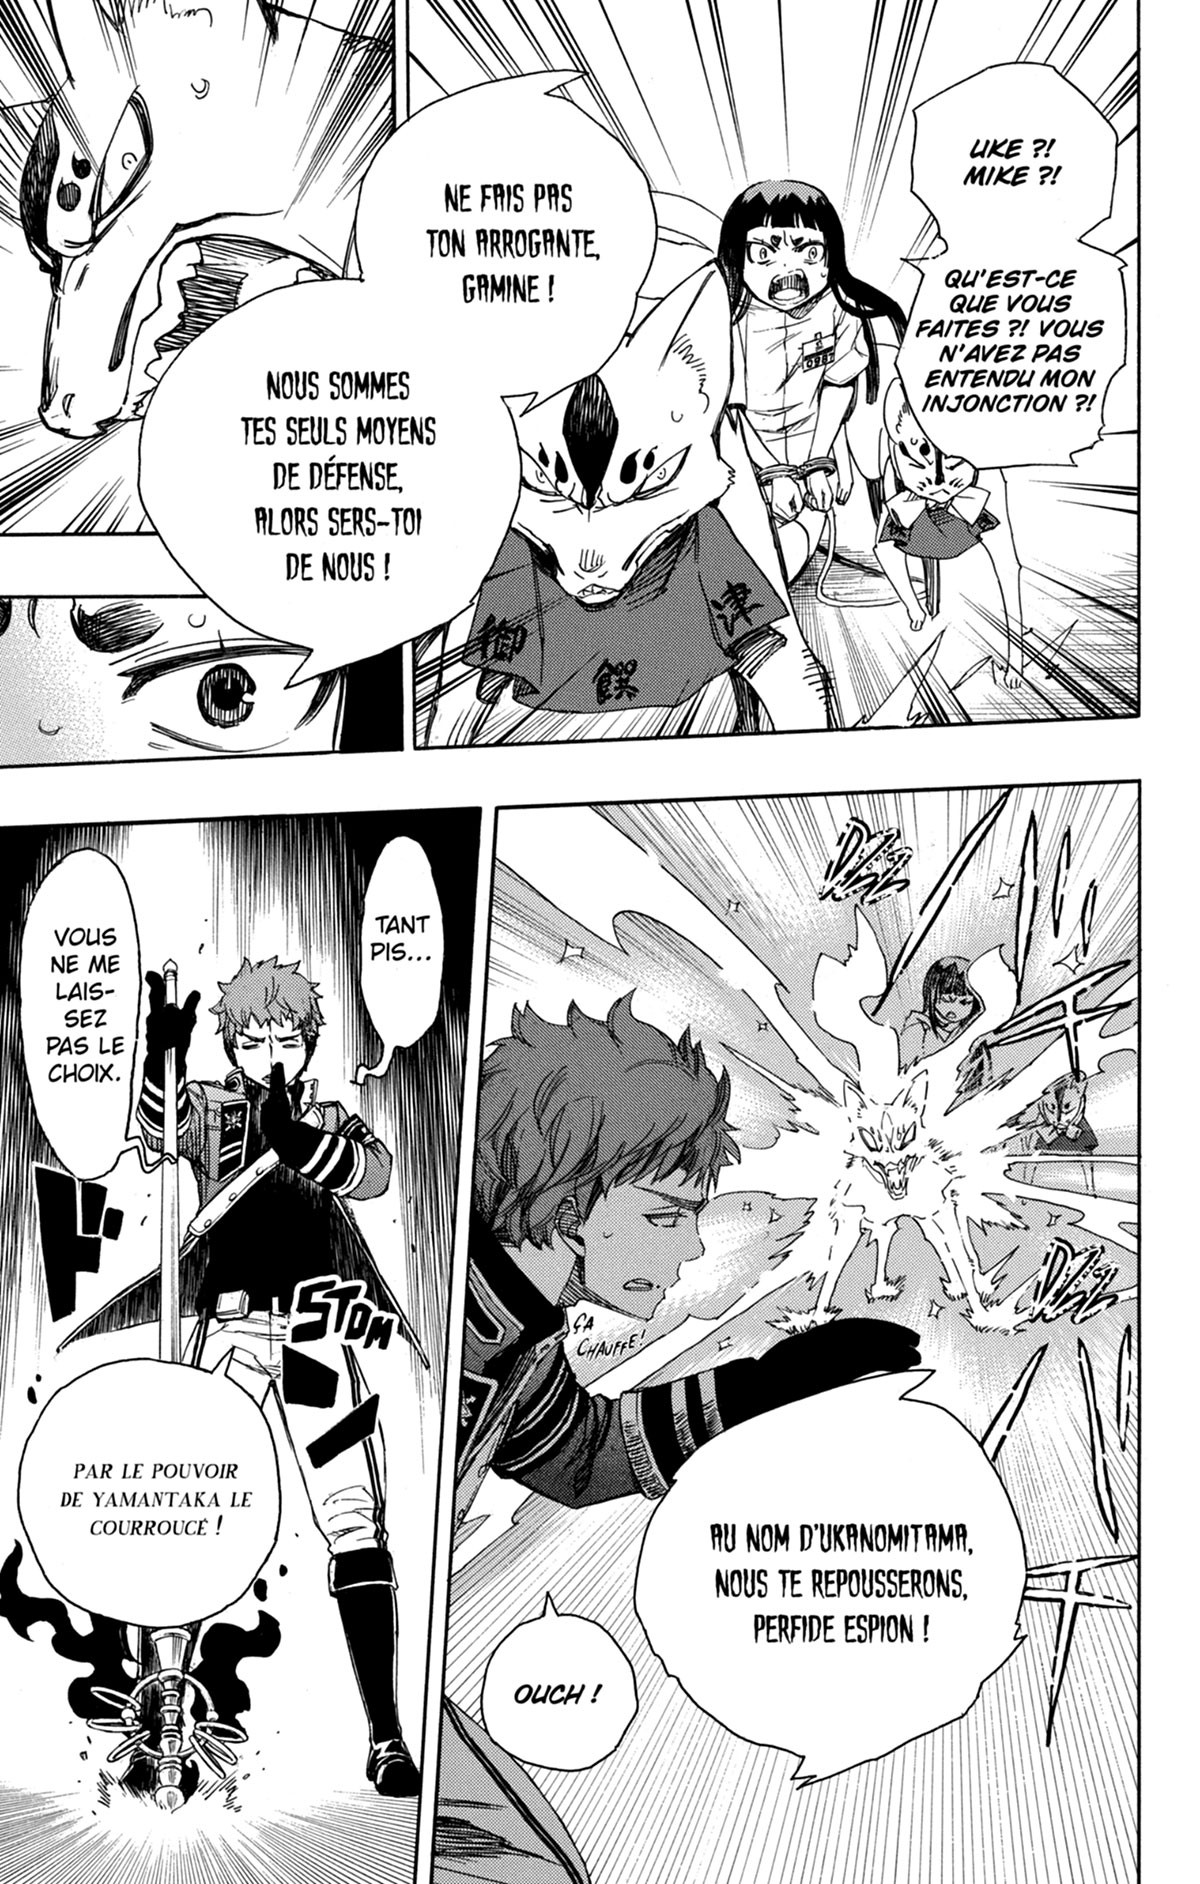 UKE ?!
MIKE ?!
QU'EST-CE
QUE VOUS
FAITES ?! VOUS
N'AVEZ PAS
ENTENDU MON
INJONCTION ?!
NE FAIS PAS
TON ARROGANTE,
GAMINE !
NOUS SOMMES
TES SEULS MOYENS
DE DÉFENSE,
ALORS SERS-TOI
DE NOUS !
御
饌
津
ÇA
CHAUFFE!
AU NOM D'UKANOMITAMA,
NOUS TE REPOUSSERONS,
PERFIDE ESPION !
OUCH !
TANT
PIS...
VOUS
NE ME
LAIS-
SEZ
PAS LE
CHOIX.
STOM
PAR LE POUVOIR
DE YAMANTAKA LE
COURROUCÉ !